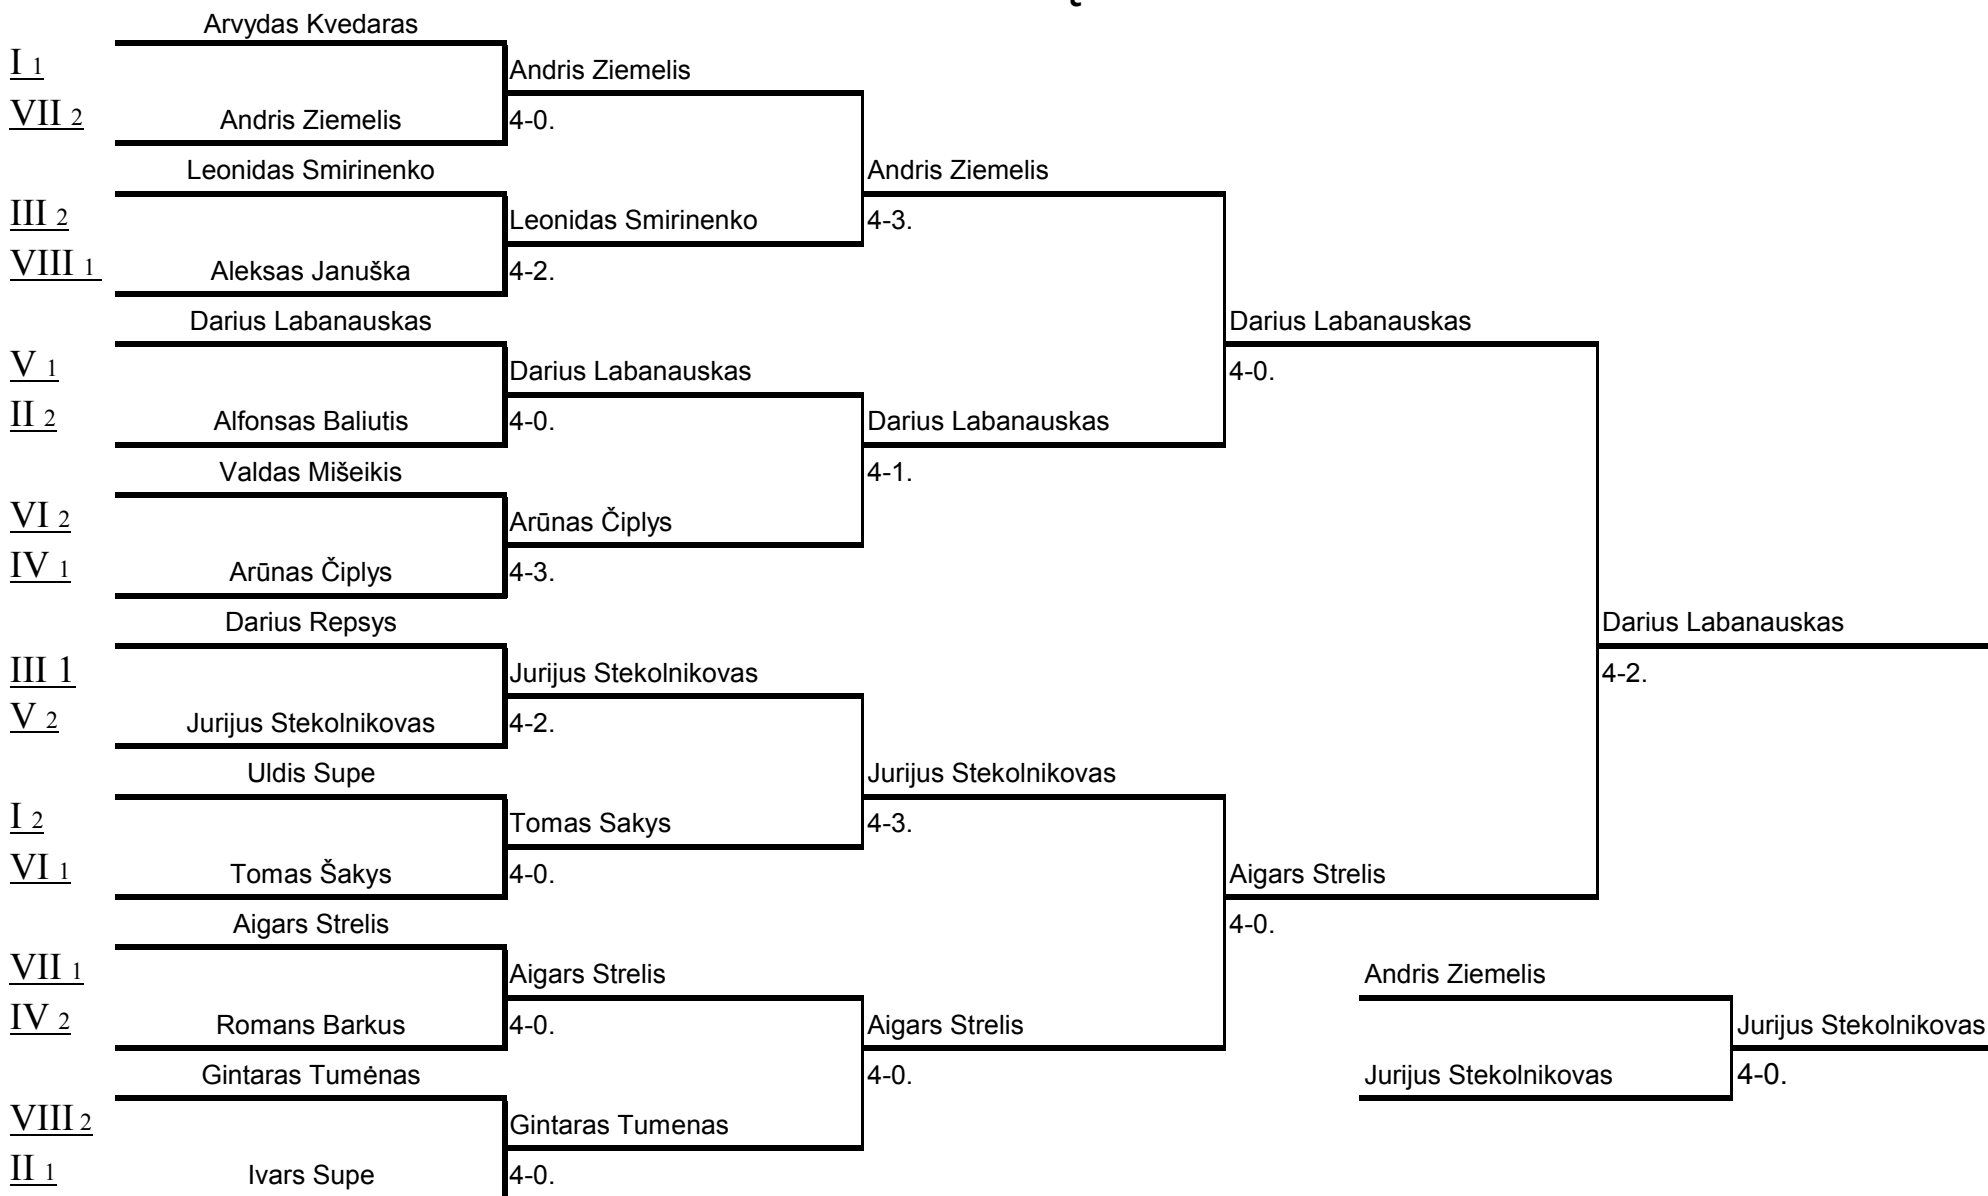 Arvydas Kvedaras
I 1
Andris Ziemelis
VII 2
Andris Ziemelis
4-0.
Leonidas Smirinenko
Andris Ziemelis
III 2
Leonidas Smirinenko
4-3.
VIII 1
Aleksas Januška
4-2.
Darius Labanauskas
Darius Labanauskas
V 1
Darius Labanauskas
4-0.
II 2
Alfonsas Baliutis
4-0.
Darius Labanauskas
Valdas Mišeikis
4-1.
VI 2
Arūnas Čiplys
IV 1
Arūnas Čiplys
4-3.
Darius Repsys
Darius Labanauskas
III 1
Jurijus Stekolnikovas
4-2.
V 2
Jurijus Stekolnikovas
4-2.
Uldis Supe
Jurijus Stekolnikovas
I 2
Tomas Sakys
4-3.
VI 1
Tomas Šakys
4-0.
Aigars Strelis
Aigars Strelis
4-0.
VII 1
Aigars Strelis
Andris Ziemelis
IV 2
Romans Barkus
4-0.
Aigars Strelis
Jurijus Stekolnikovas
Gintaras Tumėnas
4-0.
Jurijus Stekolnikovas
4-0.
VIII 2
Gintaras Tumenas
II 1
Ivars Supe
4-0.